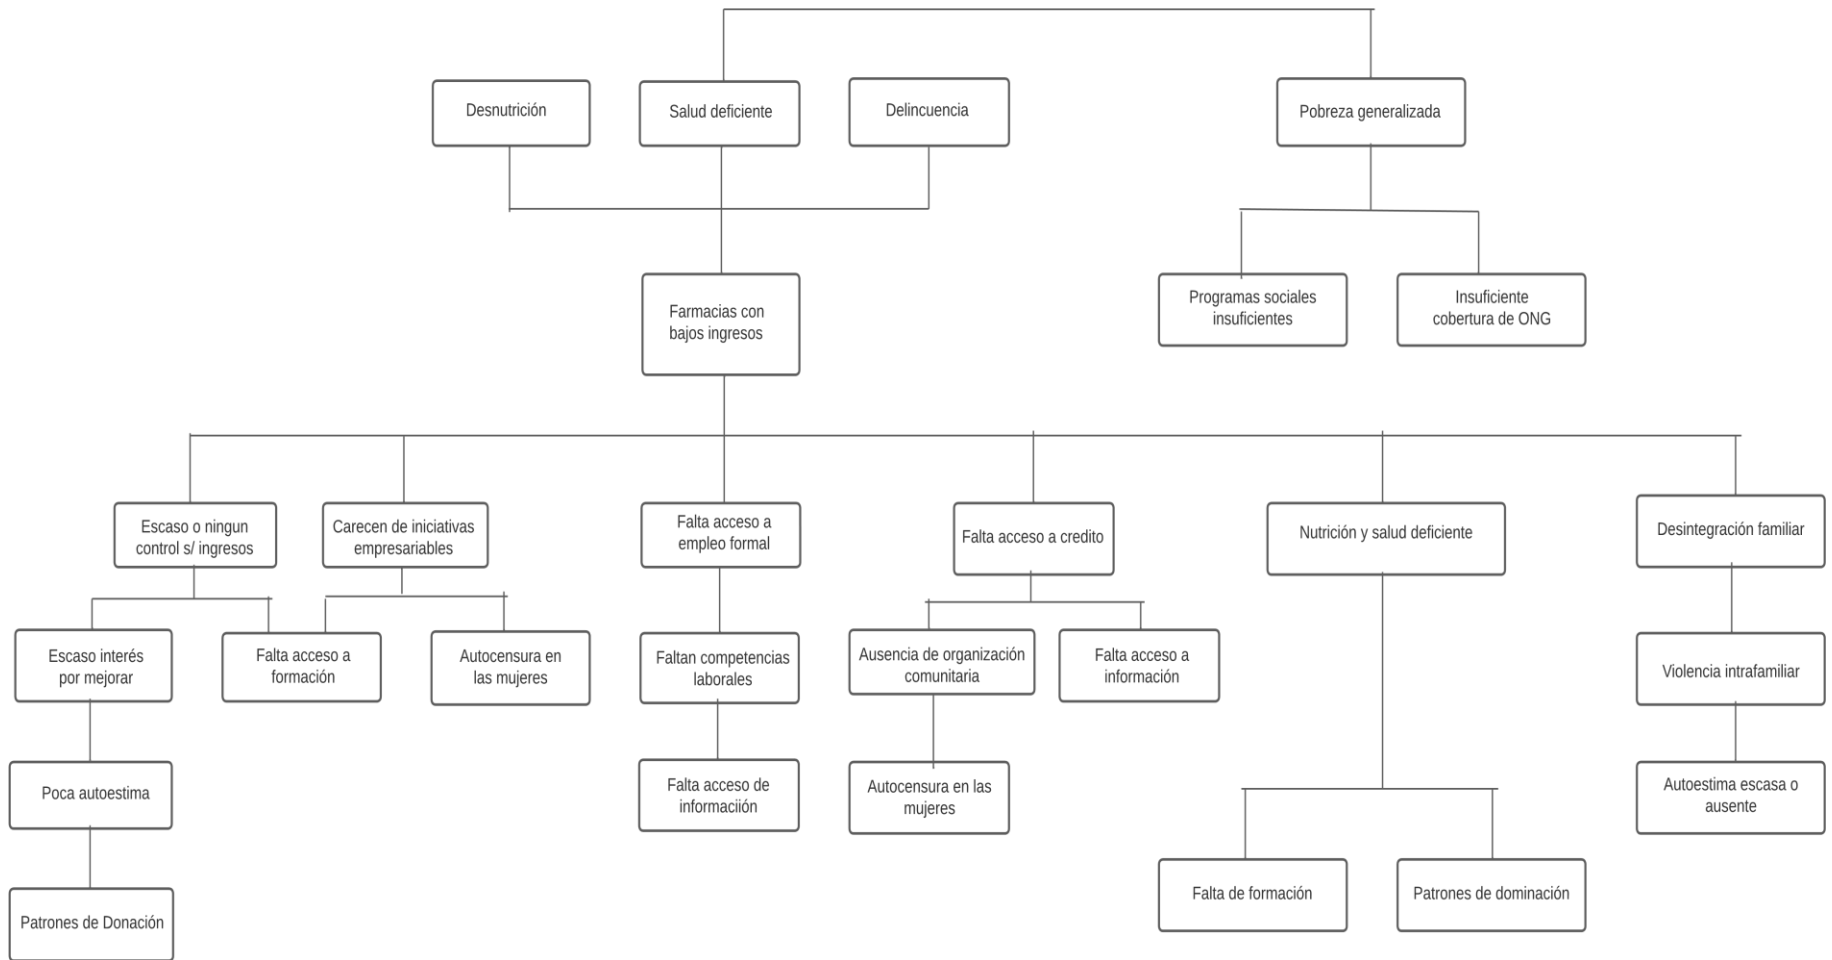 Desnutrición
Salud deficiente
Delincuencia
Pobreza generalizada
Farmacias con
bajos ingresos
Programas sociales
insuficientes
Insuficiente
cobertura de ONG
Escaso o ningun
control s/ ingresos
Carecen de iniciativas
empresariables
Falta acceso a
empleo formal
Falta acceso a credito
Nutrición y salud deficiente
Desintegración familiar
Escaso interés
por mejorar
Falta acceso a
formación
Autocensura en
las mujeres
Faltan competencias
laborales
Ausencia de organización
comunitaria
Falta acceso a
información
Violencia intrafamiliar
Poca autoestima
Falta acceso de
informaciión
Autocensura en las
mujeres
Autoestima escasa o
ausente
Patrones de Donación
Falta de formación
Patrones de dominación